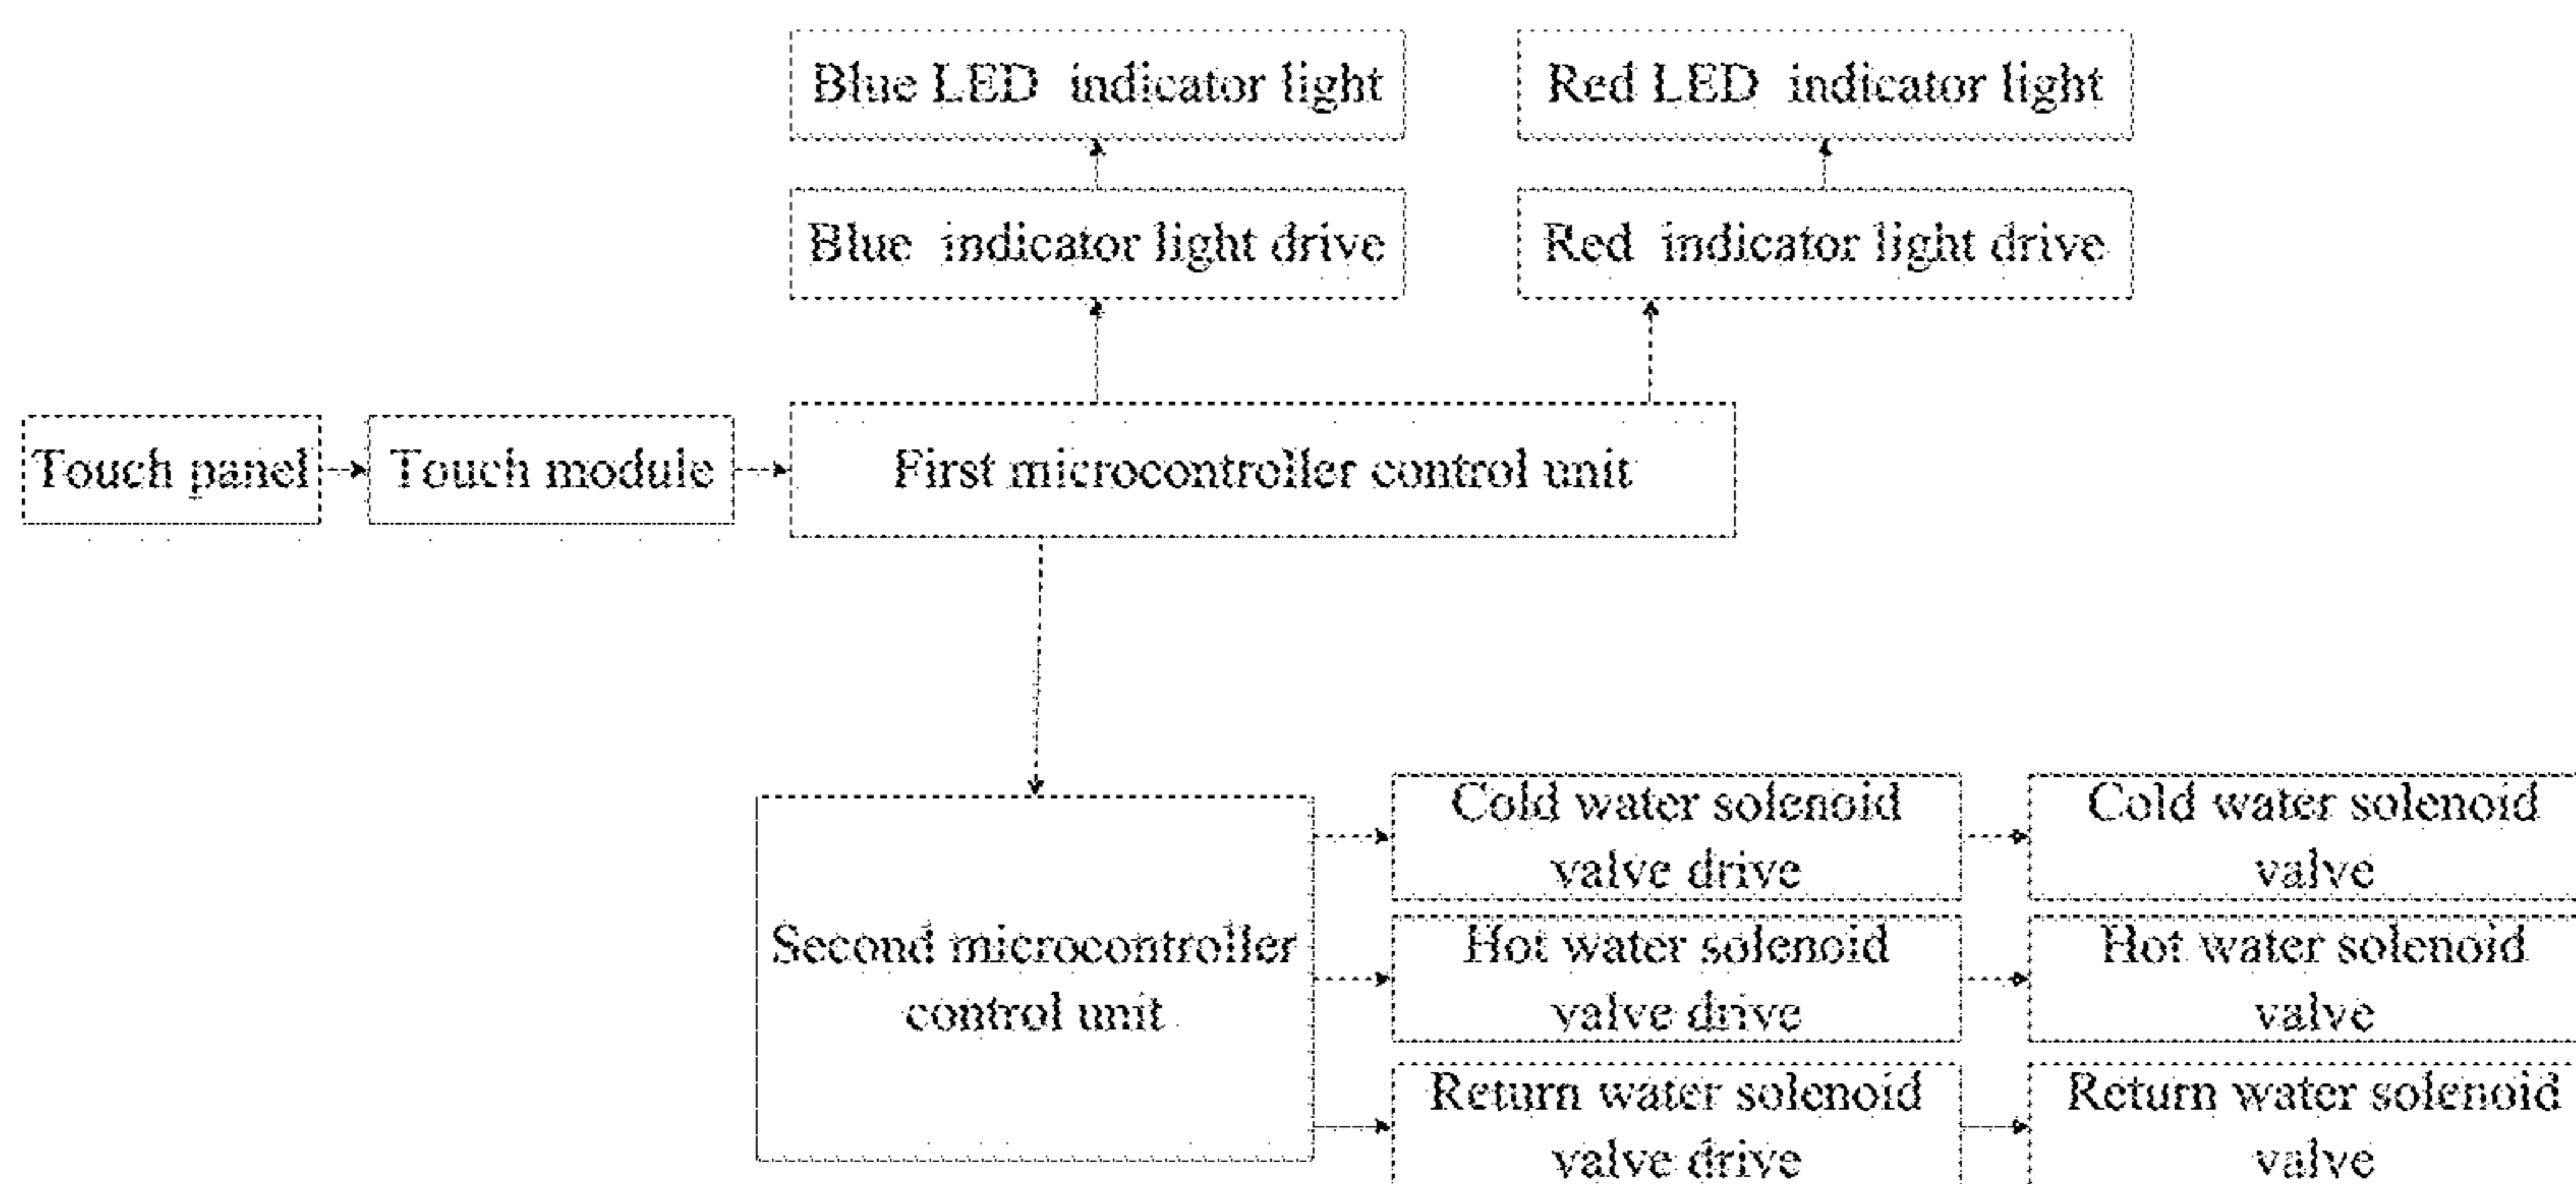 Blue LED indicator light
Red LED indicator light
Blue indicator light drive
Red indicator light drive
Touch panel
Touch module
First microcontroller control unit
Second microcontroller
control unit
Cold water solenoid
valve drive
Cold water solenoid
valve
Hot water solenoid
valve drive
Hot water solenoid
valve
Return water solenoid
valve drive
Return water solenoid
valve